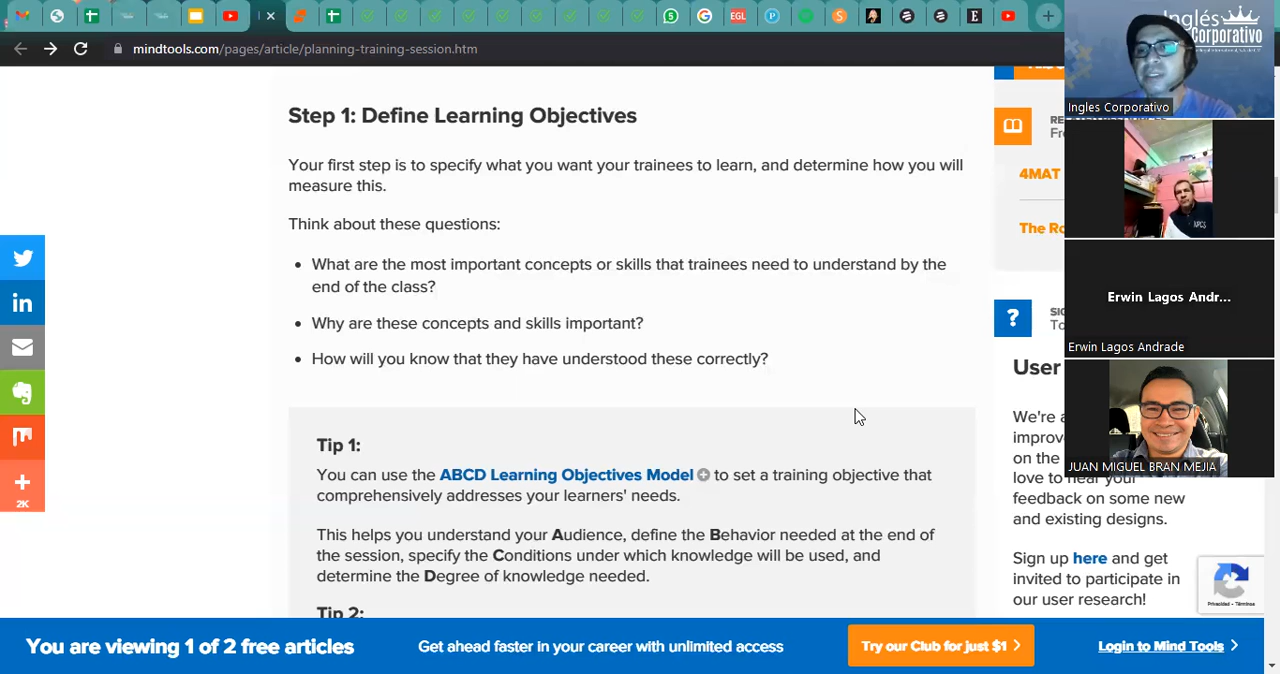 mindtools.com/pages/article/planning-training-session.htm
Step 1: Define Learning Objectives
Your first step is to specify what you want your trainees to learn, and determine how you will
measure this.
Think about these questions:
• What are the most important concepts or skills that trainees need to understand by the
end of the class?
• Why are these concepts and skills important?
• How will you know that they have understood these correctly?
Tip 1:
You can use the ABCD Learning Objectives Model to set a training objective that
comprehensively addresses your learners' needs.
This helps you understand your Audience, define the Behavior needed at the end of
the session, specify the Conditions under which knowledge will be used, and
determine the Degree of knowledge needed.
Tip 2:
2K
4MAT
The Ro
User
We're a
improv
on the
love to hear your
feedback on some new
and existing designs.
Sign up here and get
invited to participate in
our user research!
Privacidad - Términos
Inglés
Corporativo
Ingles Corporativo
Erwin Lagos Andr...
Erwin Lagos Andrade
JUAN MIGUEL BRAN MEJIA
You are viewing 1 of 2 free articles
Get ahead faster in your career with unlimited access
Try our Club for just $1
Login to Mind Tools